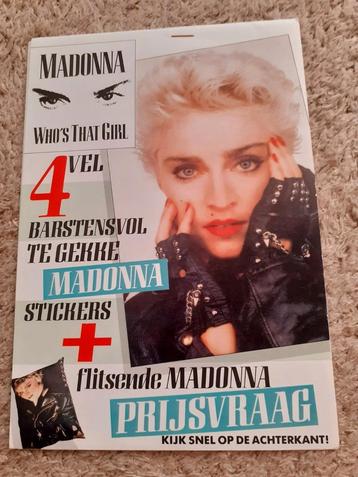 MADONNA
WHO'S THAT GIRL
4 VEL
BARSTENSVOL
TE GEKKE
MADONNA
STICKERS
+
flitsende MADONNA
PRIJSVRAAG
KIJK SNEL OP DE ACHTERKANT!